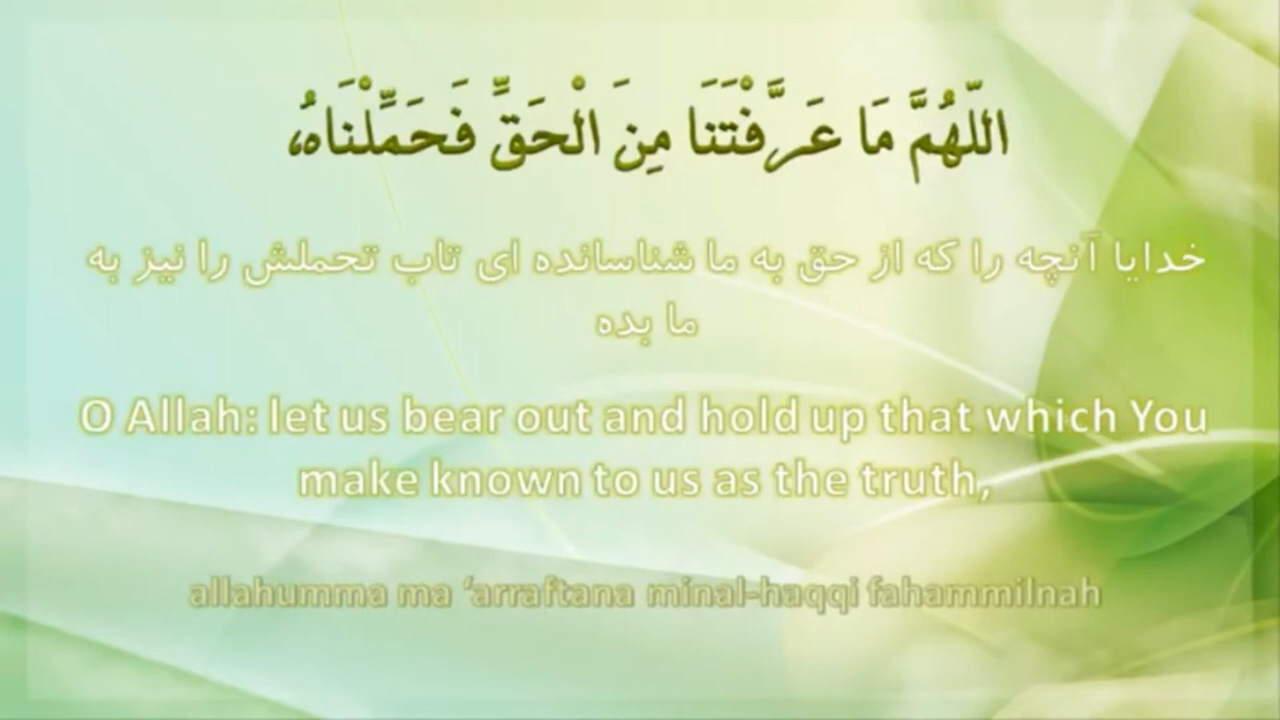 اللّهُمَّ مَا عَرَّفْتَنَا مِنَ الْحَقِّ فَحَمِّلْنَاهُ،
خدایا آنچه را که از حق به ما شناسانده ای تاب تحملش را نیز به
ما بده
O Allah: let us bear out and hold up that which You
make known to us as the truth,
allahumma ma ‘arraftana minal-haqqi fahammilnah